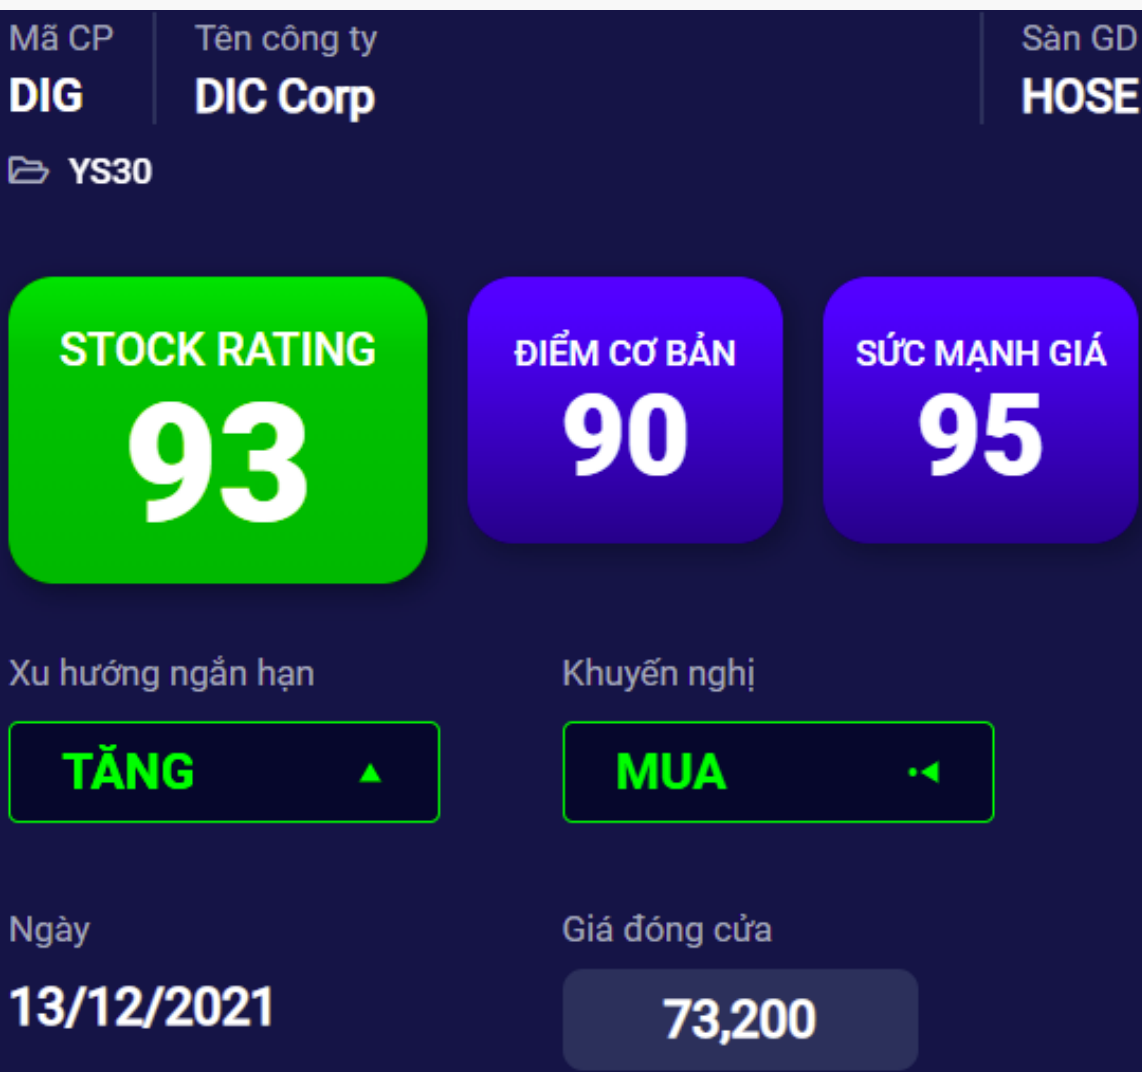 Mã CP Tên công ty Sàn GD
DIG DIC Corp HOSE
YS30
STOCK RATING ĐIỂM CƠ BẢN SỨC MẠNH GIÁ
93 90 95
Xu hướng ngắn hạn Khuyến nghị
TĂNG MUA
Ngày Giá đóng cửa
13/12/2021 73,200